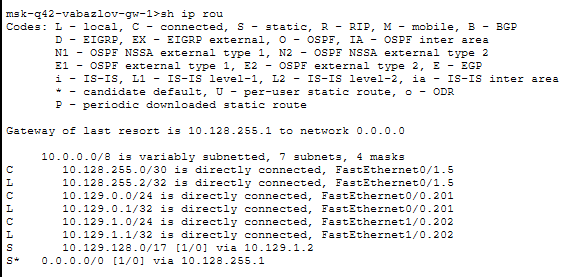 msk-q42-vabazlov-gw-1>sh ip rou
Codes: L - local, C - connected, S - static, R - RIP, M - mobile, B - BGP
D - EIGRP, EX - EIGRP external, O - OSPF, IA - OSPF inter area
N1 - OSPF NSSA external type 1, N2 - OSPF NSSA external type 2
E1 - OSPF external type 1, E2 - OSPF external type 2, E - EGP
i - IS-IS, L1 - IS-IS level-1, L2 - IS-IS level-2, ia - IS-IS inter area
* - candidate default, U - per-user static route, o - ODR
P - periodic downloaded static route
Gateway of last resort is 10.128.255.1 to network 0.0.0.0
10.0.0.0/8 is variably subnetted, 7 subnets, 4 masks
C 10.128.255.0/30 is directly connected, FastEthernet0/1.5
L 10.128.255.2/32 is directly connected, FastEthernet0/1.5
C 10.129.0.0/24 is directly connected, FastEthernet0/0.201
L 10.129.0.1/32 is directly connected, FastEthernet0/0.201
C 10.129.1.0/24 is directly connected, FastEthernet1/0.202
L 10.129.1.1/32 is directly connected, FastEthernet1/0.202
S 10.129.128.0/17 [1/0] via 10.129.1.2
S* 0.0.0.0/0 [1/0] via 10.128.255.1